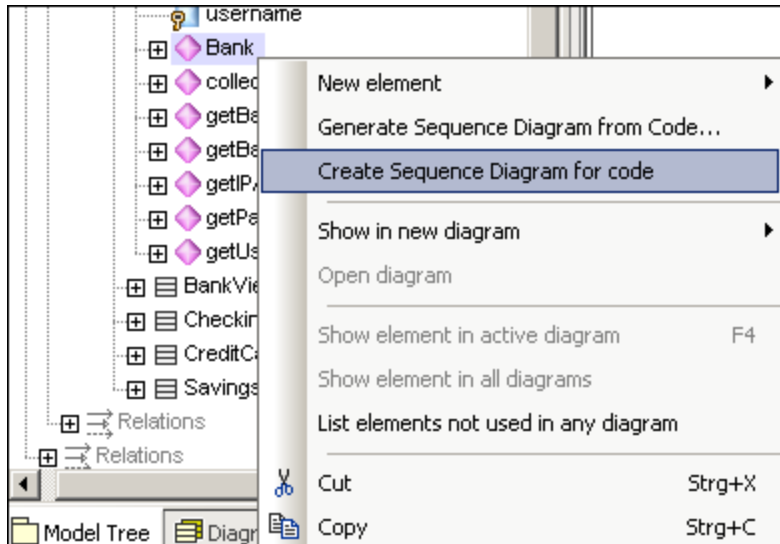 username
Bank
New element
Generate Sequence Diagram from Code...
Create Sequence Diagram for code
Show in new diagram
Open diagram
Show element in active diagram F4
Show element in all diagrams
List elements not used in any diagram
Relations
Relations
Cut Strg+X
Copy Strg+C
Model Tree